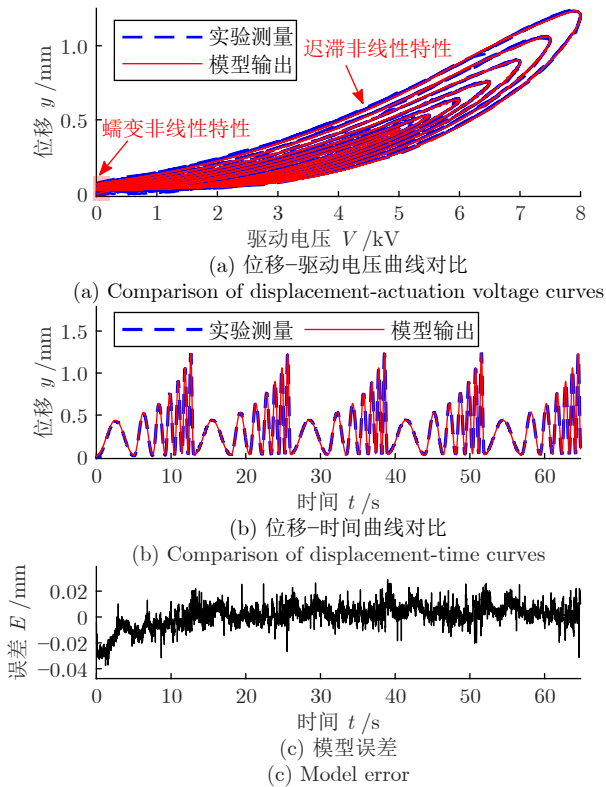 1.0
0.5
0
位移 y /mm
实验测量
模型输出
迟滞非线性特性
蠕变非线性特性
0 1 2 3 4 5 6 7 8
驱动电压 V /kV
(a) 位移−驱动电压曲线对比
(a) Comparison of displacement-actuation voltage curves
1.5
1.0
0.5
0
位移 y /mm
实验测量 模型输出
0 10 20 30 40 50 60
时间 t /s
(b) 位移−时间曲线对比
(b) Comparison of displacement-time curves
0.02
0
−0.02
−0.04
误差 E /mm
0 10 20 30 40 50 60
时间 t /s
(c) 模型误差
(c) Model error